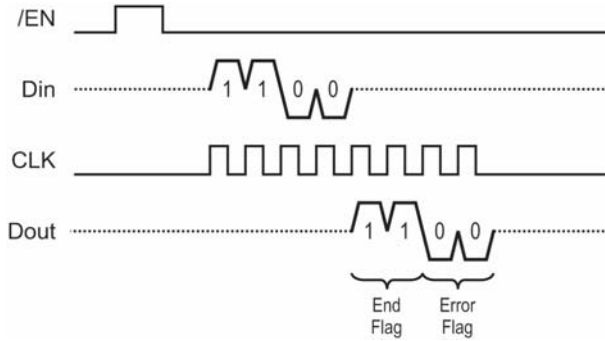 /EN
Din
1 1 0 0
CLK
Dout
1 1 0 0
End Error
Flag Flag